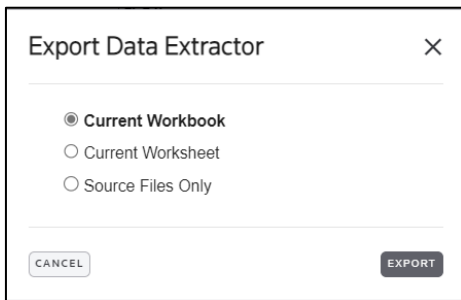 Export Data Extractor
Current Workbook
Current Worksheet
Source Files Only
CANCEL
EXPORT